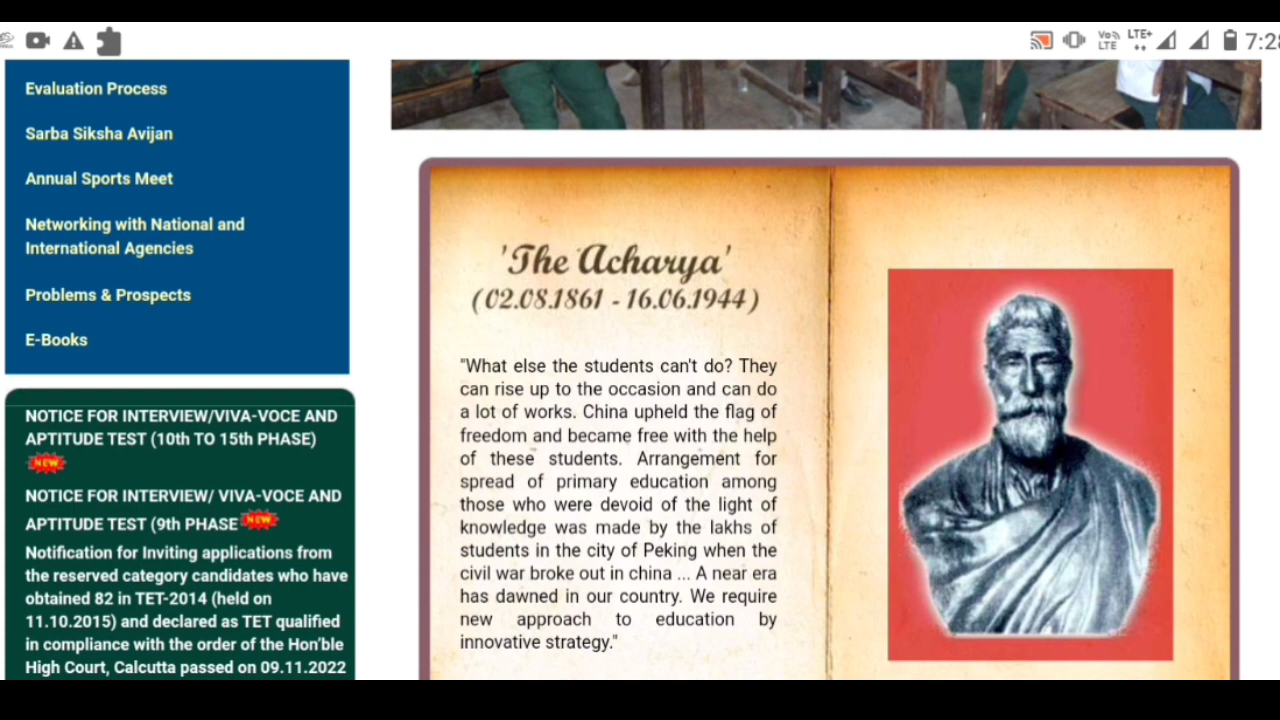 VoLTE LTE+ 7:28
Evaluation Process
Sarba Siksha Avijan
Annual Sports Meet
Networking with National and
International Agencies
Problems & Prospects
E-Books
NOTICE FOR INTERVIEW/VIVA-VOCE AND
APTITUDE TEST (10th TO 15th PHASE)
NEW
NOTICE FOR INTERVIEW/ VIVA-VOCE AND
APTITUDE TEST (9th PHASE NEW
Notification for Inviting applications from
the reserved category candidates who have
obtained 82 in TET-2014 (held on
11.10.2015) and declared as TET qualified
in compliance with the order of the Hon'ble
High Court, Calcutta passed on 09.11.2022
'The Acharya'
(02.08.1861 - 16.06.1944)
"What else the students can't do? They
can rise up to the occasion and can do
a lot of works. China upheld the flag of
freedom and became free with the help
of these students. Arrangement for
spread of primary education among
those who were devoid of the light of
knowledge was made by the lakhs of
students in the city of Peking when the
civil war broke out in china ... A near era
has dawned in our country. We require
new approach to education by
innovative strategy."